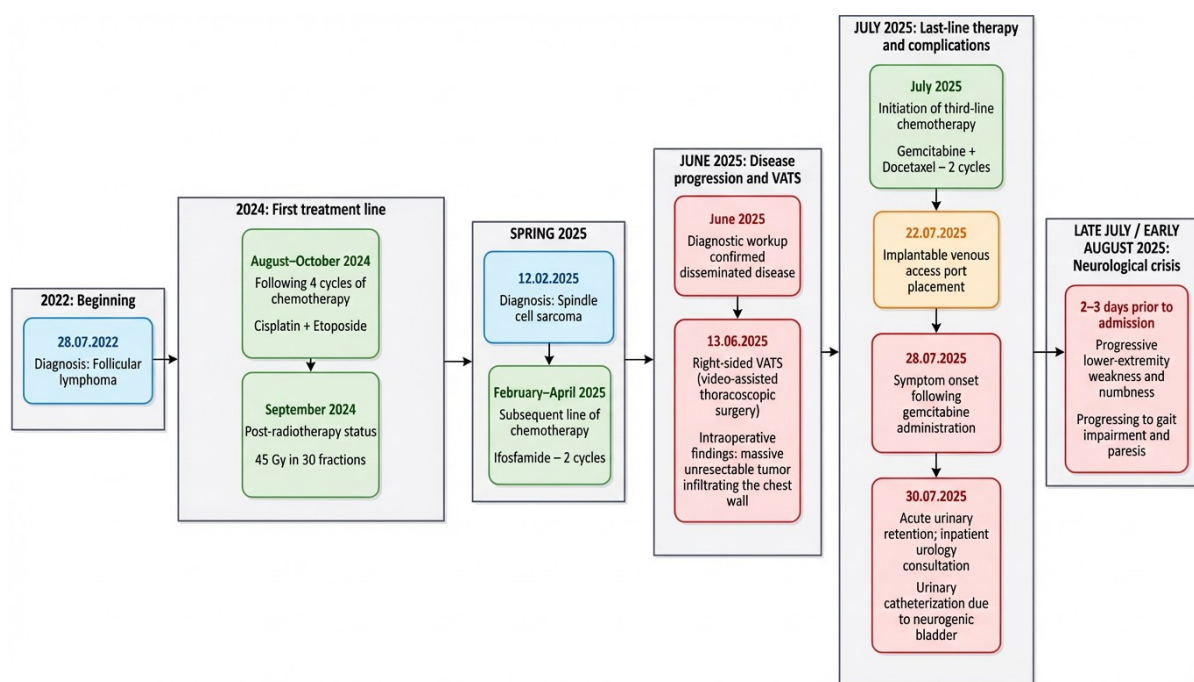 2022: Beginning
28.07.2022
Diagnosis: Follicular
lymphoma
2024: First treatment line
August–October 2024
Following 4 cycles of
chemotherapy
Cisplatin + Etoposide
September 2024
Post-radiotherapy status
45 Gy in 30 fractions
SPRING 2025
12.02.2025
Diagnosis: Spindle
cell sarcoma
February–April 2025
Subsequent line of
chemotherapy
Ifosfamide – 2 cycles
JUNE 2025: Disease
progression and VATS
June 2025
Diagnostic workup
confirmed
disseminated disease
13.06.2025
Right-sided VATS
(video-assisted
thoracoscopic
surgery)
Intraoperative
findings: massive
unresectable tumor
infiltrating the chest
wall
JULY 2025: Last-line therapy
and complications
July 2025
Initiation of third-line
chemotherapy
Gemcitabine +
Docetaxel – 2 cycles
22.07.2025
Implantable venous
access port
placement
28.07.2025
Symptom onset
following
gemcitabine
administration
30.07.2025
Acute urinary
retention; inpatient
urology
consultation
Urinary
catheterization due
to neurogenic
bladder
LATE JULY / EARLY
AUGUST 2025:
Neurological crisis
2–3 days prior to
admission
Progressive
lower-extremity
weakness and
numbness
Progressing to gait
impairment and
paresis